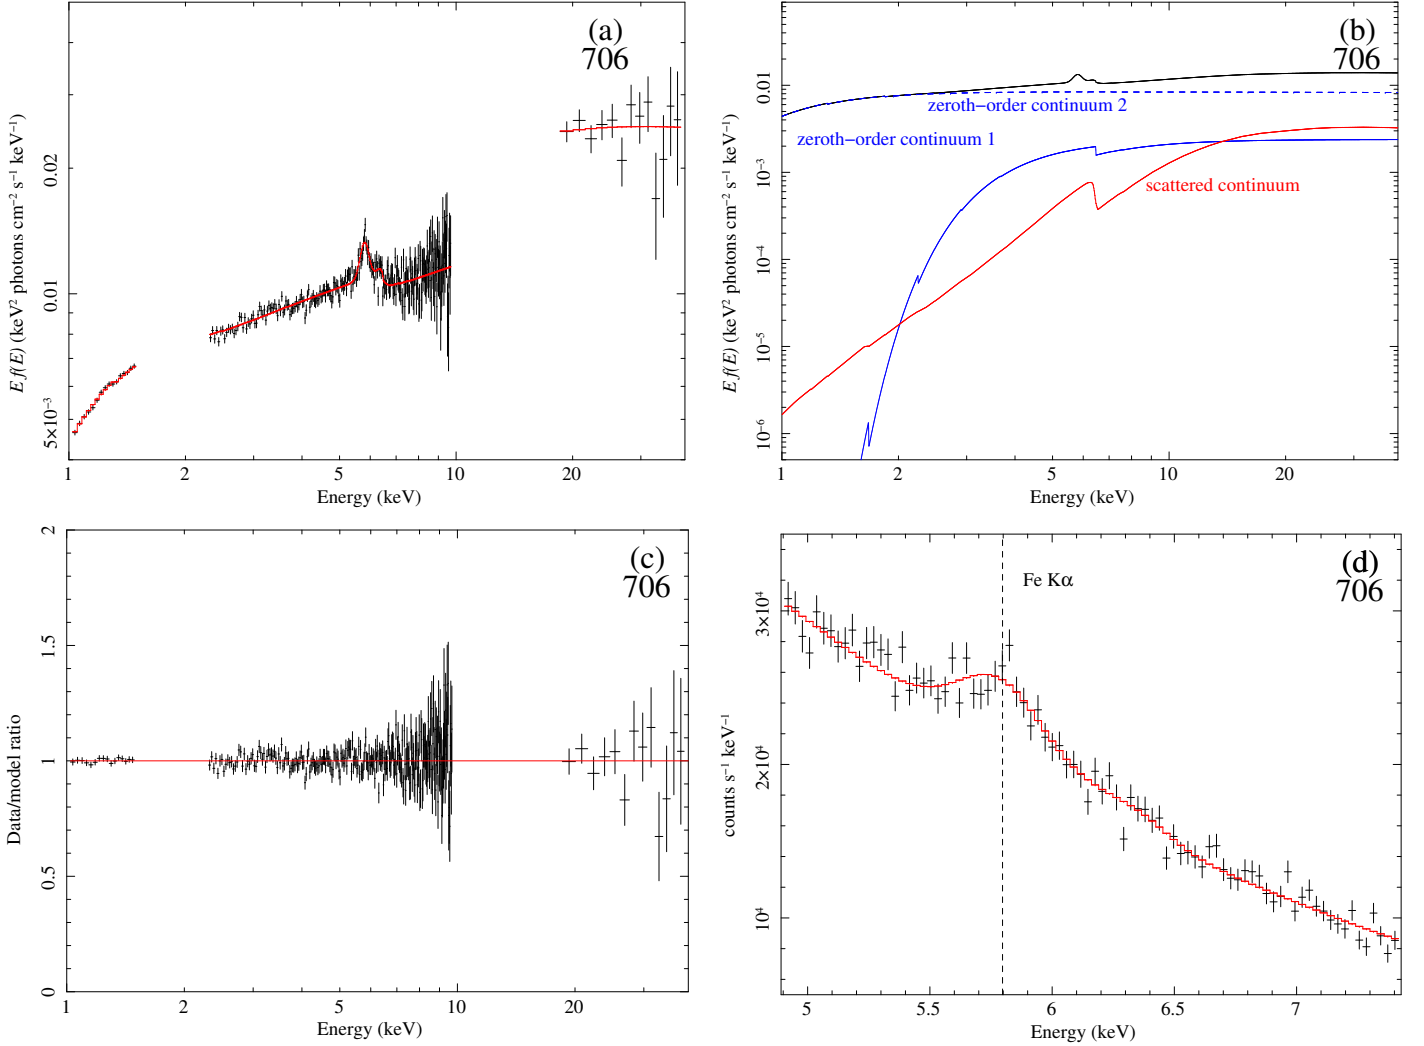 (a)
706
E f(E) (keV² photons cm⁻² s⁻¹ keV⁻¹)
0.02
0.01
5×10⁻³
1 2 5 10 20
Energy (keV)
(b)
706
E f(E) (keV² photons cm⁻² s⁻¹ keV⁻¹)
0.01
10⁻³
10⁻⁴
10⁻⁵
10⁻⁶
zeroth−order continuum 2
zeroth−order continuum 1
scattered continuum
1 2 5 10 20
Energy (keV)
(c)
706
Data/model ratio
2
1.5
1
0.5
0
1 2 5 10 20
Energy (keV)
(d)
706
Fe Kα
counts s⁻¹ keV⁻¹
3×10⁴
2×10⁴
10⁴
5 5.5 6 6.5 7
Energy (keV)